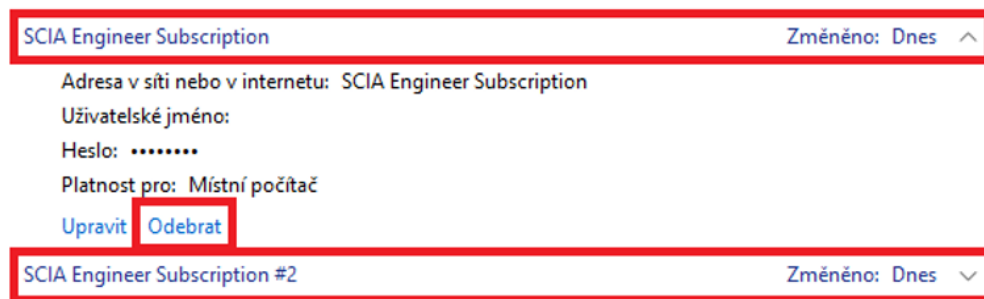 SCIA Engineer Subscription Změněno: Dnes
Adresa v síti nebo v internetu: SCIA Engineer Subscription
Uživatelské jméno:
Heslo: ••••••••
Platnost pro: Místní počítač
Upravit Odebrat
SCIA Engineer Subscription #2 Změněno: Dnes